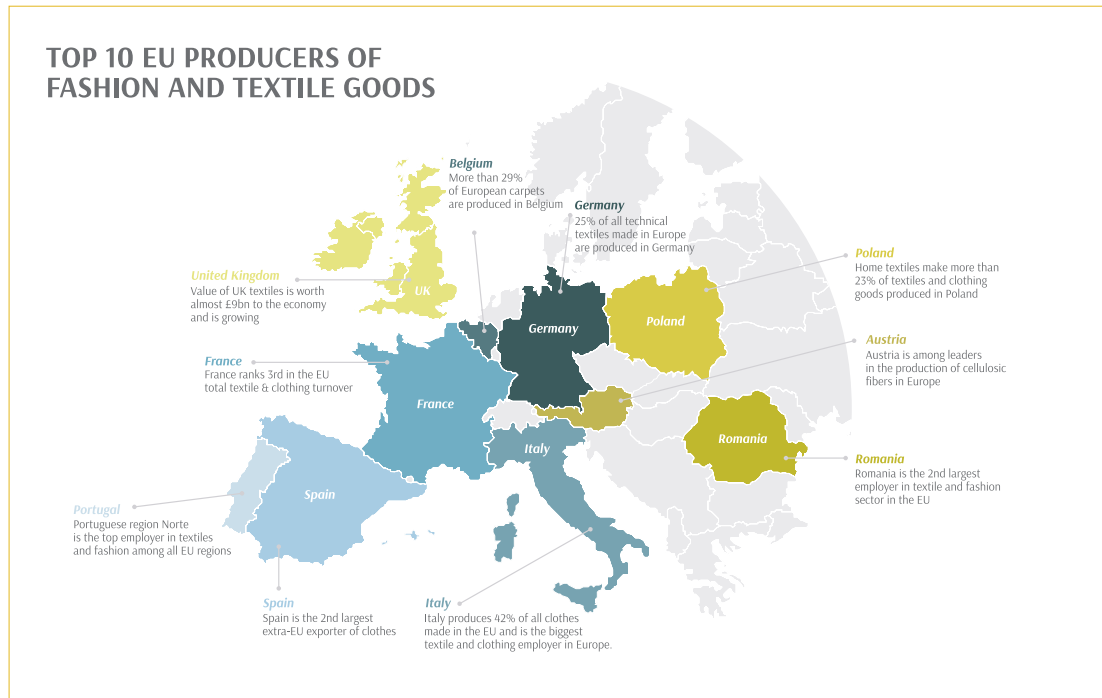 TOP 10 EU PRODUCERS OF
FASHION AND TEXTILE GOODS
Belgium
More than 29%
of European carpets
are produced in Belgium
Germany
25% of all technical
textiles made in Europe
are produced in Germany
United Kingdom
Value of UK textiles is worth
almost £9bn to the economy
and is growing
UK
Poland
Home textiles make more than
23% of textiles and clothing
goods produced in Poland
Germany
Poland
Austria
Austria is among leaders
in the production of cellulosic
fibers in Europe
France
France ranks 3rd in the EU
total textile & clothing turnover
France
Italy
Romania
Romania
Romania is the 2nd largest
employer in textile and fashion
sector in the EU
Spain
Portugal
Portuguese region Norte
is the top employer in textiles
and fashion among all EU regions
Spain
Spain is the 2nd largest
extra-EU exporter of clothes
Italy
Italy produces 42% of all clothes
made in the EU and is the biggest
textile and clothing employer in Europe.